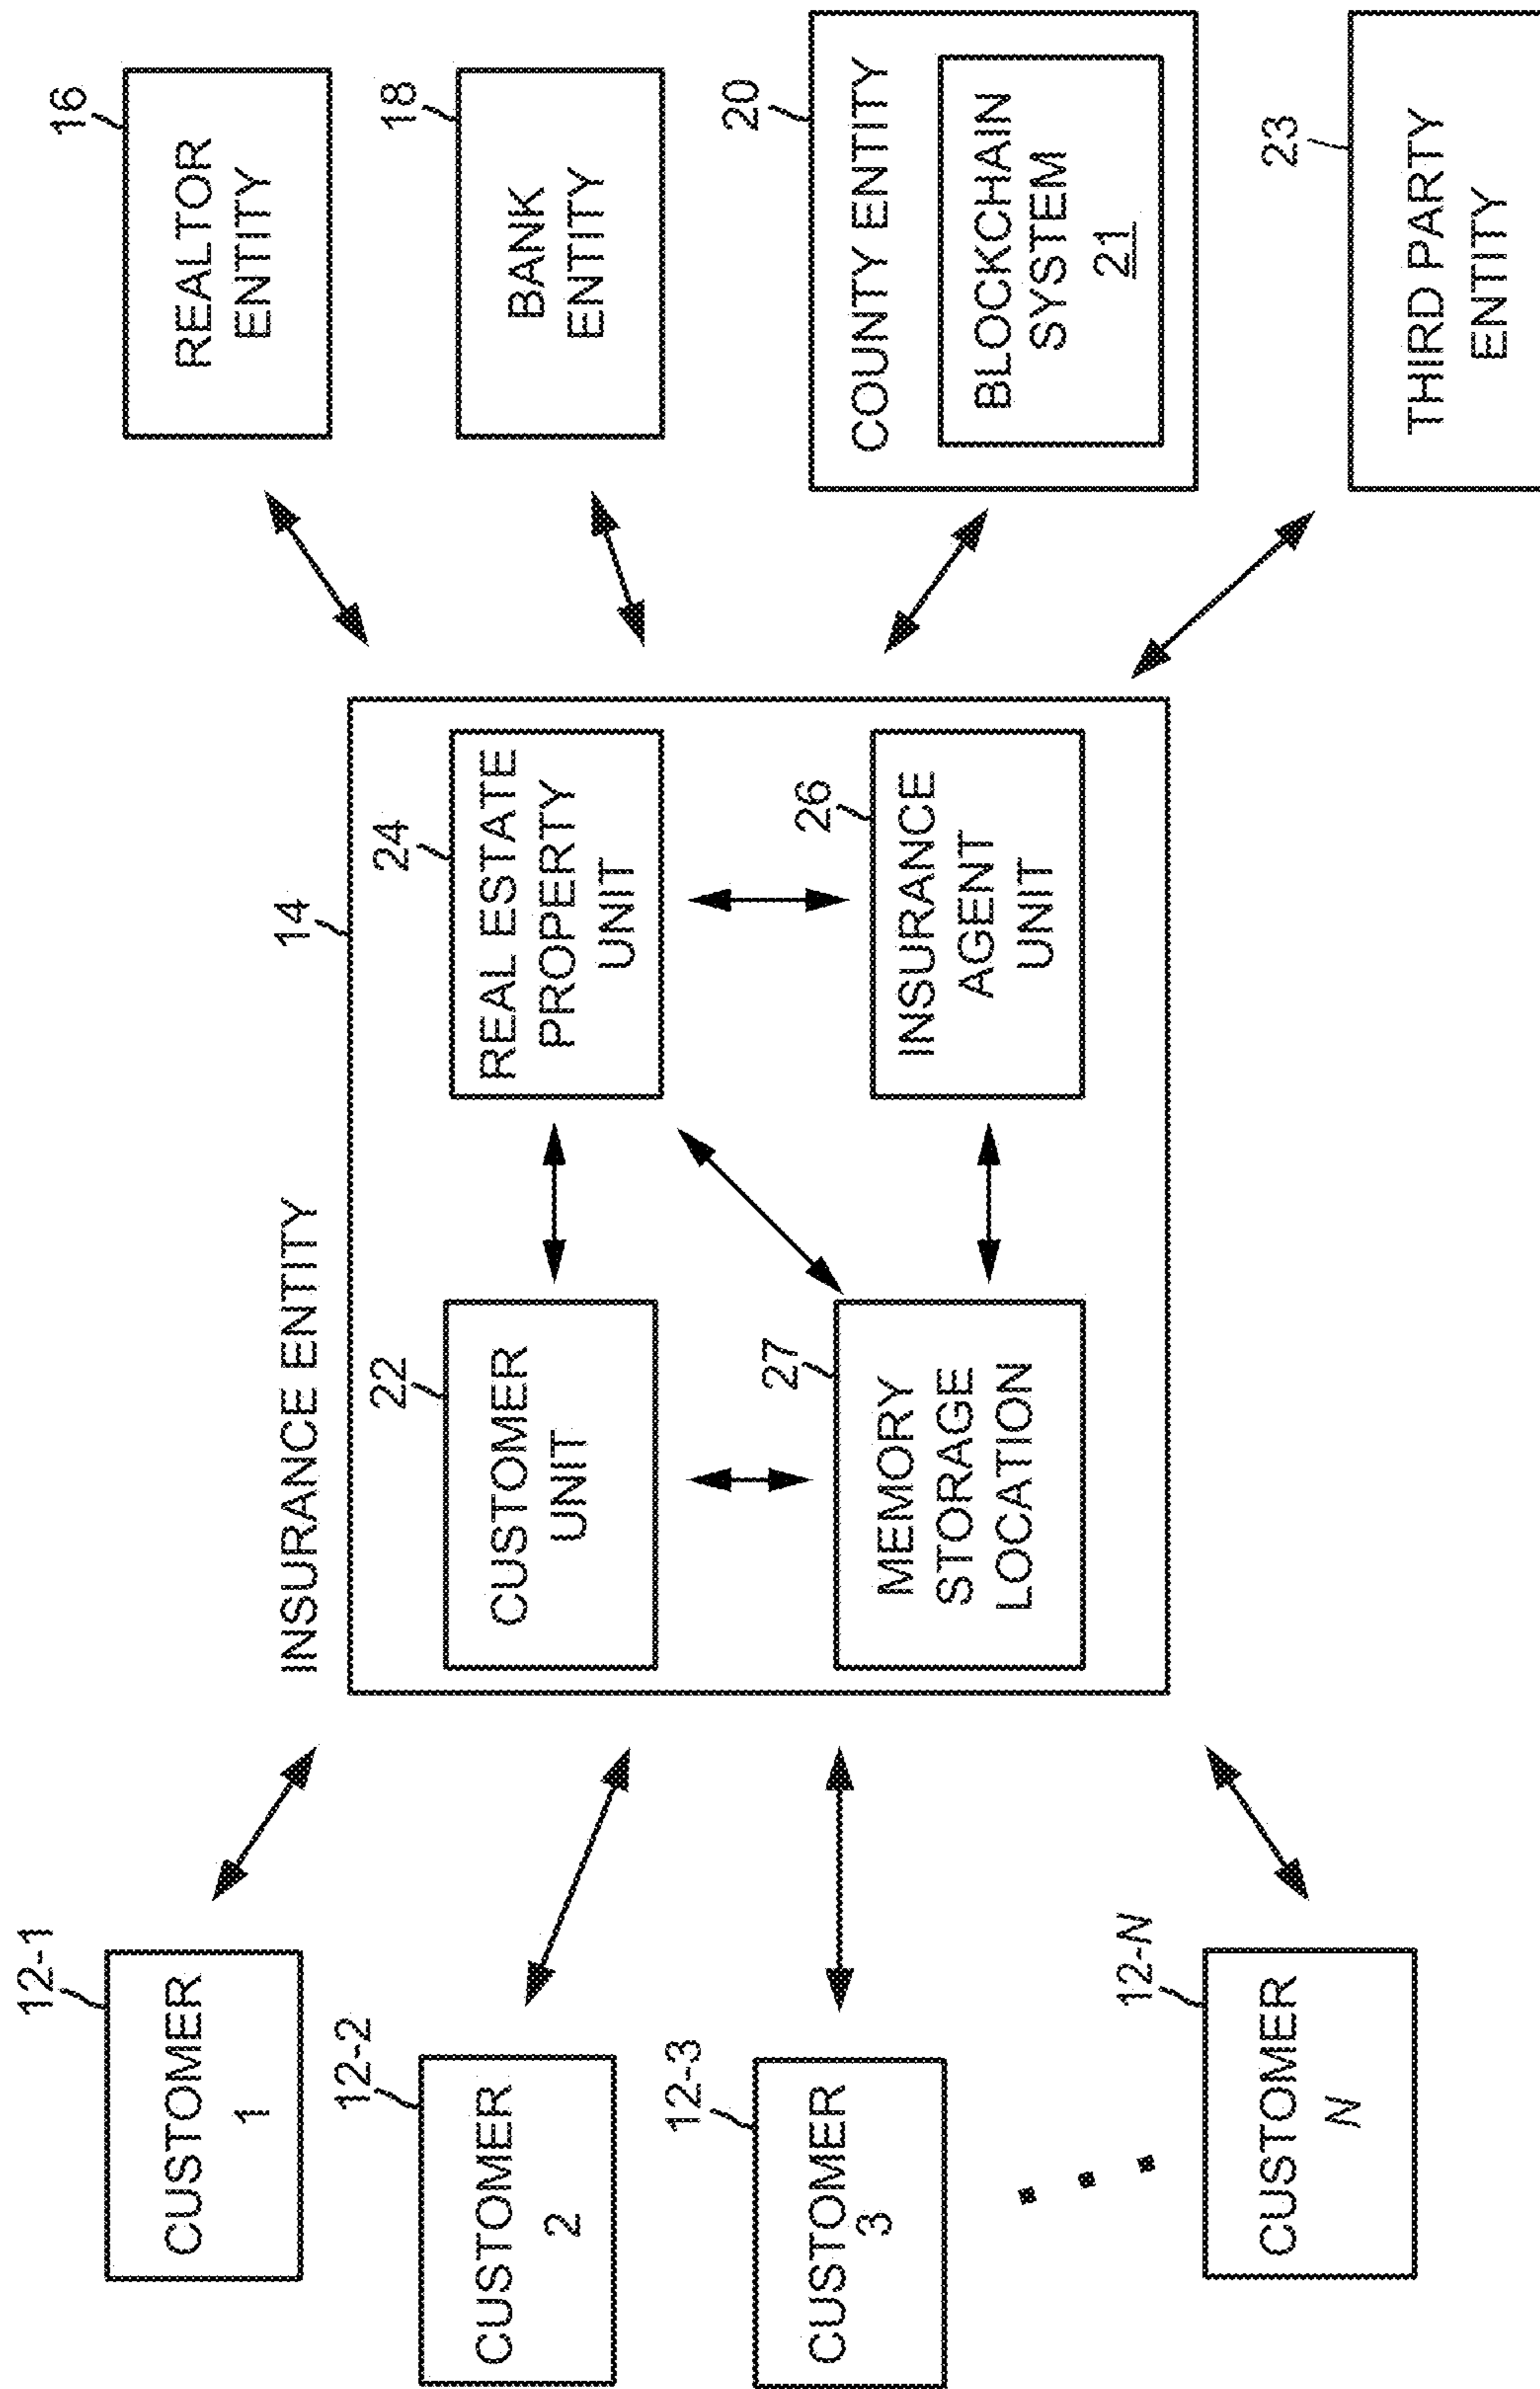 12-1
CUSTOMER
1
12-2
CUSTOMER
2
12-3
CUSTOMER
3
12-N
CUSTOMER
N
INSURANCE ENTITY
14
22
CUSTOMER
UNIT
24
REAL ESTATE
PROPERTY
UNIT
27
MEMORY
STORAGE
LOCATION
26
INSURANCE
AGENT
UNIT
16
REALTOR
ENTITY
18
BANK
ENTITY
20
COUNTY ENTITY
BLOCKCHAIN
SYSTEM
21
23
THIRD PARTY
ENTITY